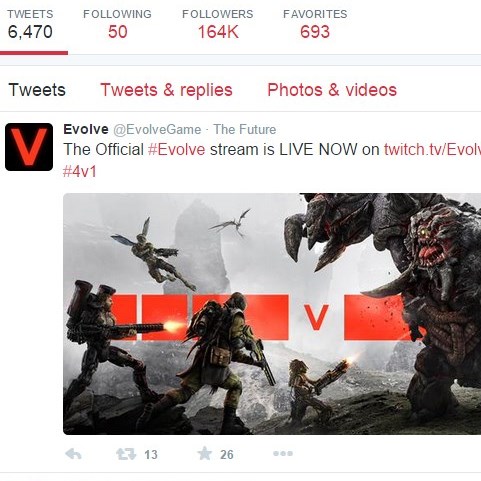 TWEETS FOLLOWING FOLLOWERS FAVORITES
6,470 50 164K 693
Tweets Tweets & replies Photos & videos
V
Evolve @EvolveGame · The Future
The Official #Evolve stream is LIVE NOW on twitch.tv/Evolv
#4v1
V
13 26